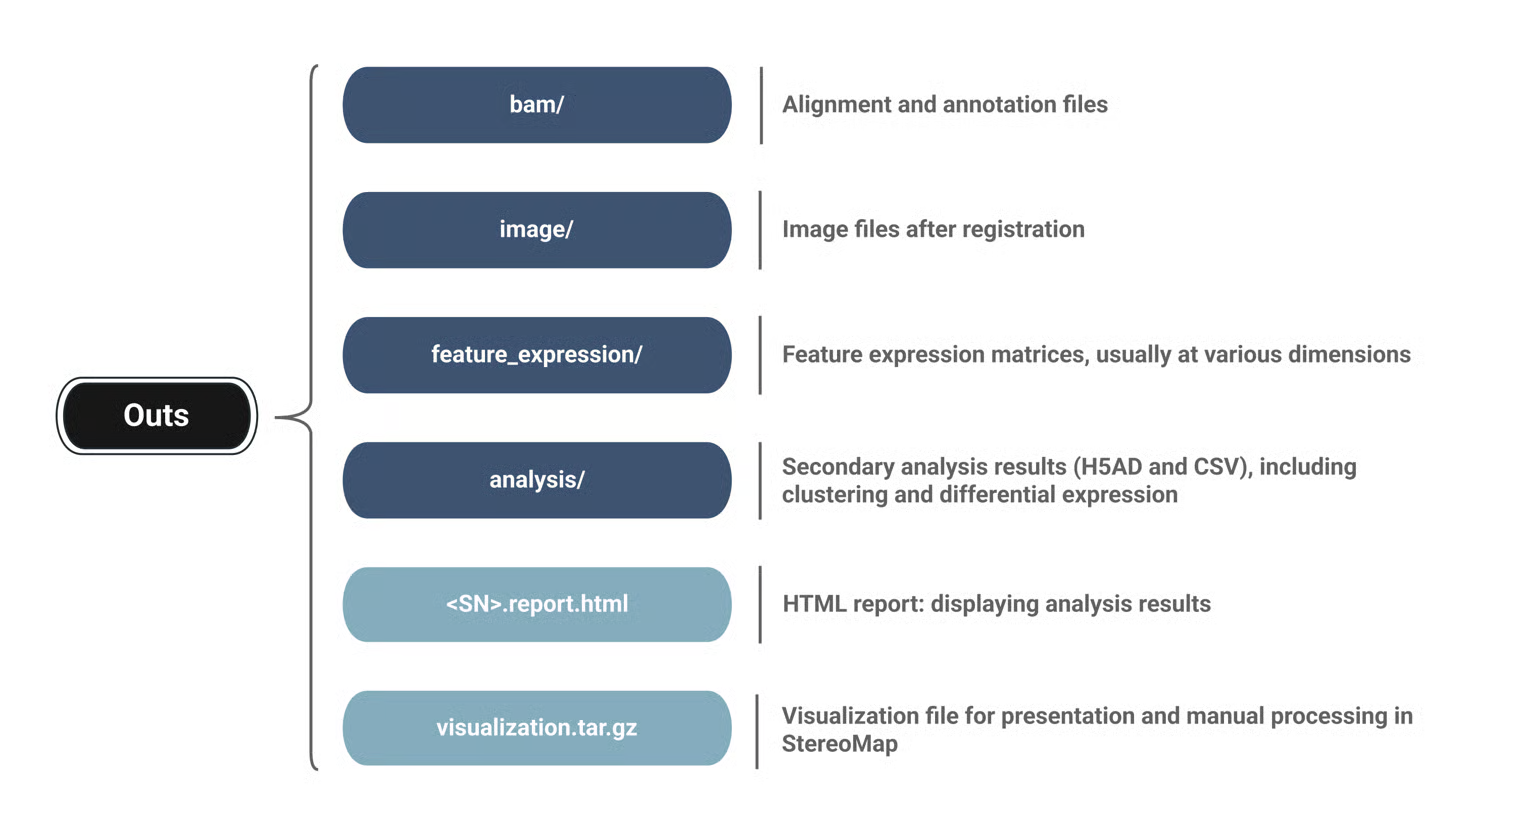 Outs
bam/
Alignment and annotation files
image/
Image files after registration
feature_expression/
Feature expression matrices, usually at various dimensions
analysis/
Secondary analysis results (H5AD and CSV), including
clustering and differential expression
<SN>.report.html
HTML report: displaying analysis results
visualization.tar.gz
Visualization file for presentation and manual processing in
StereoMap